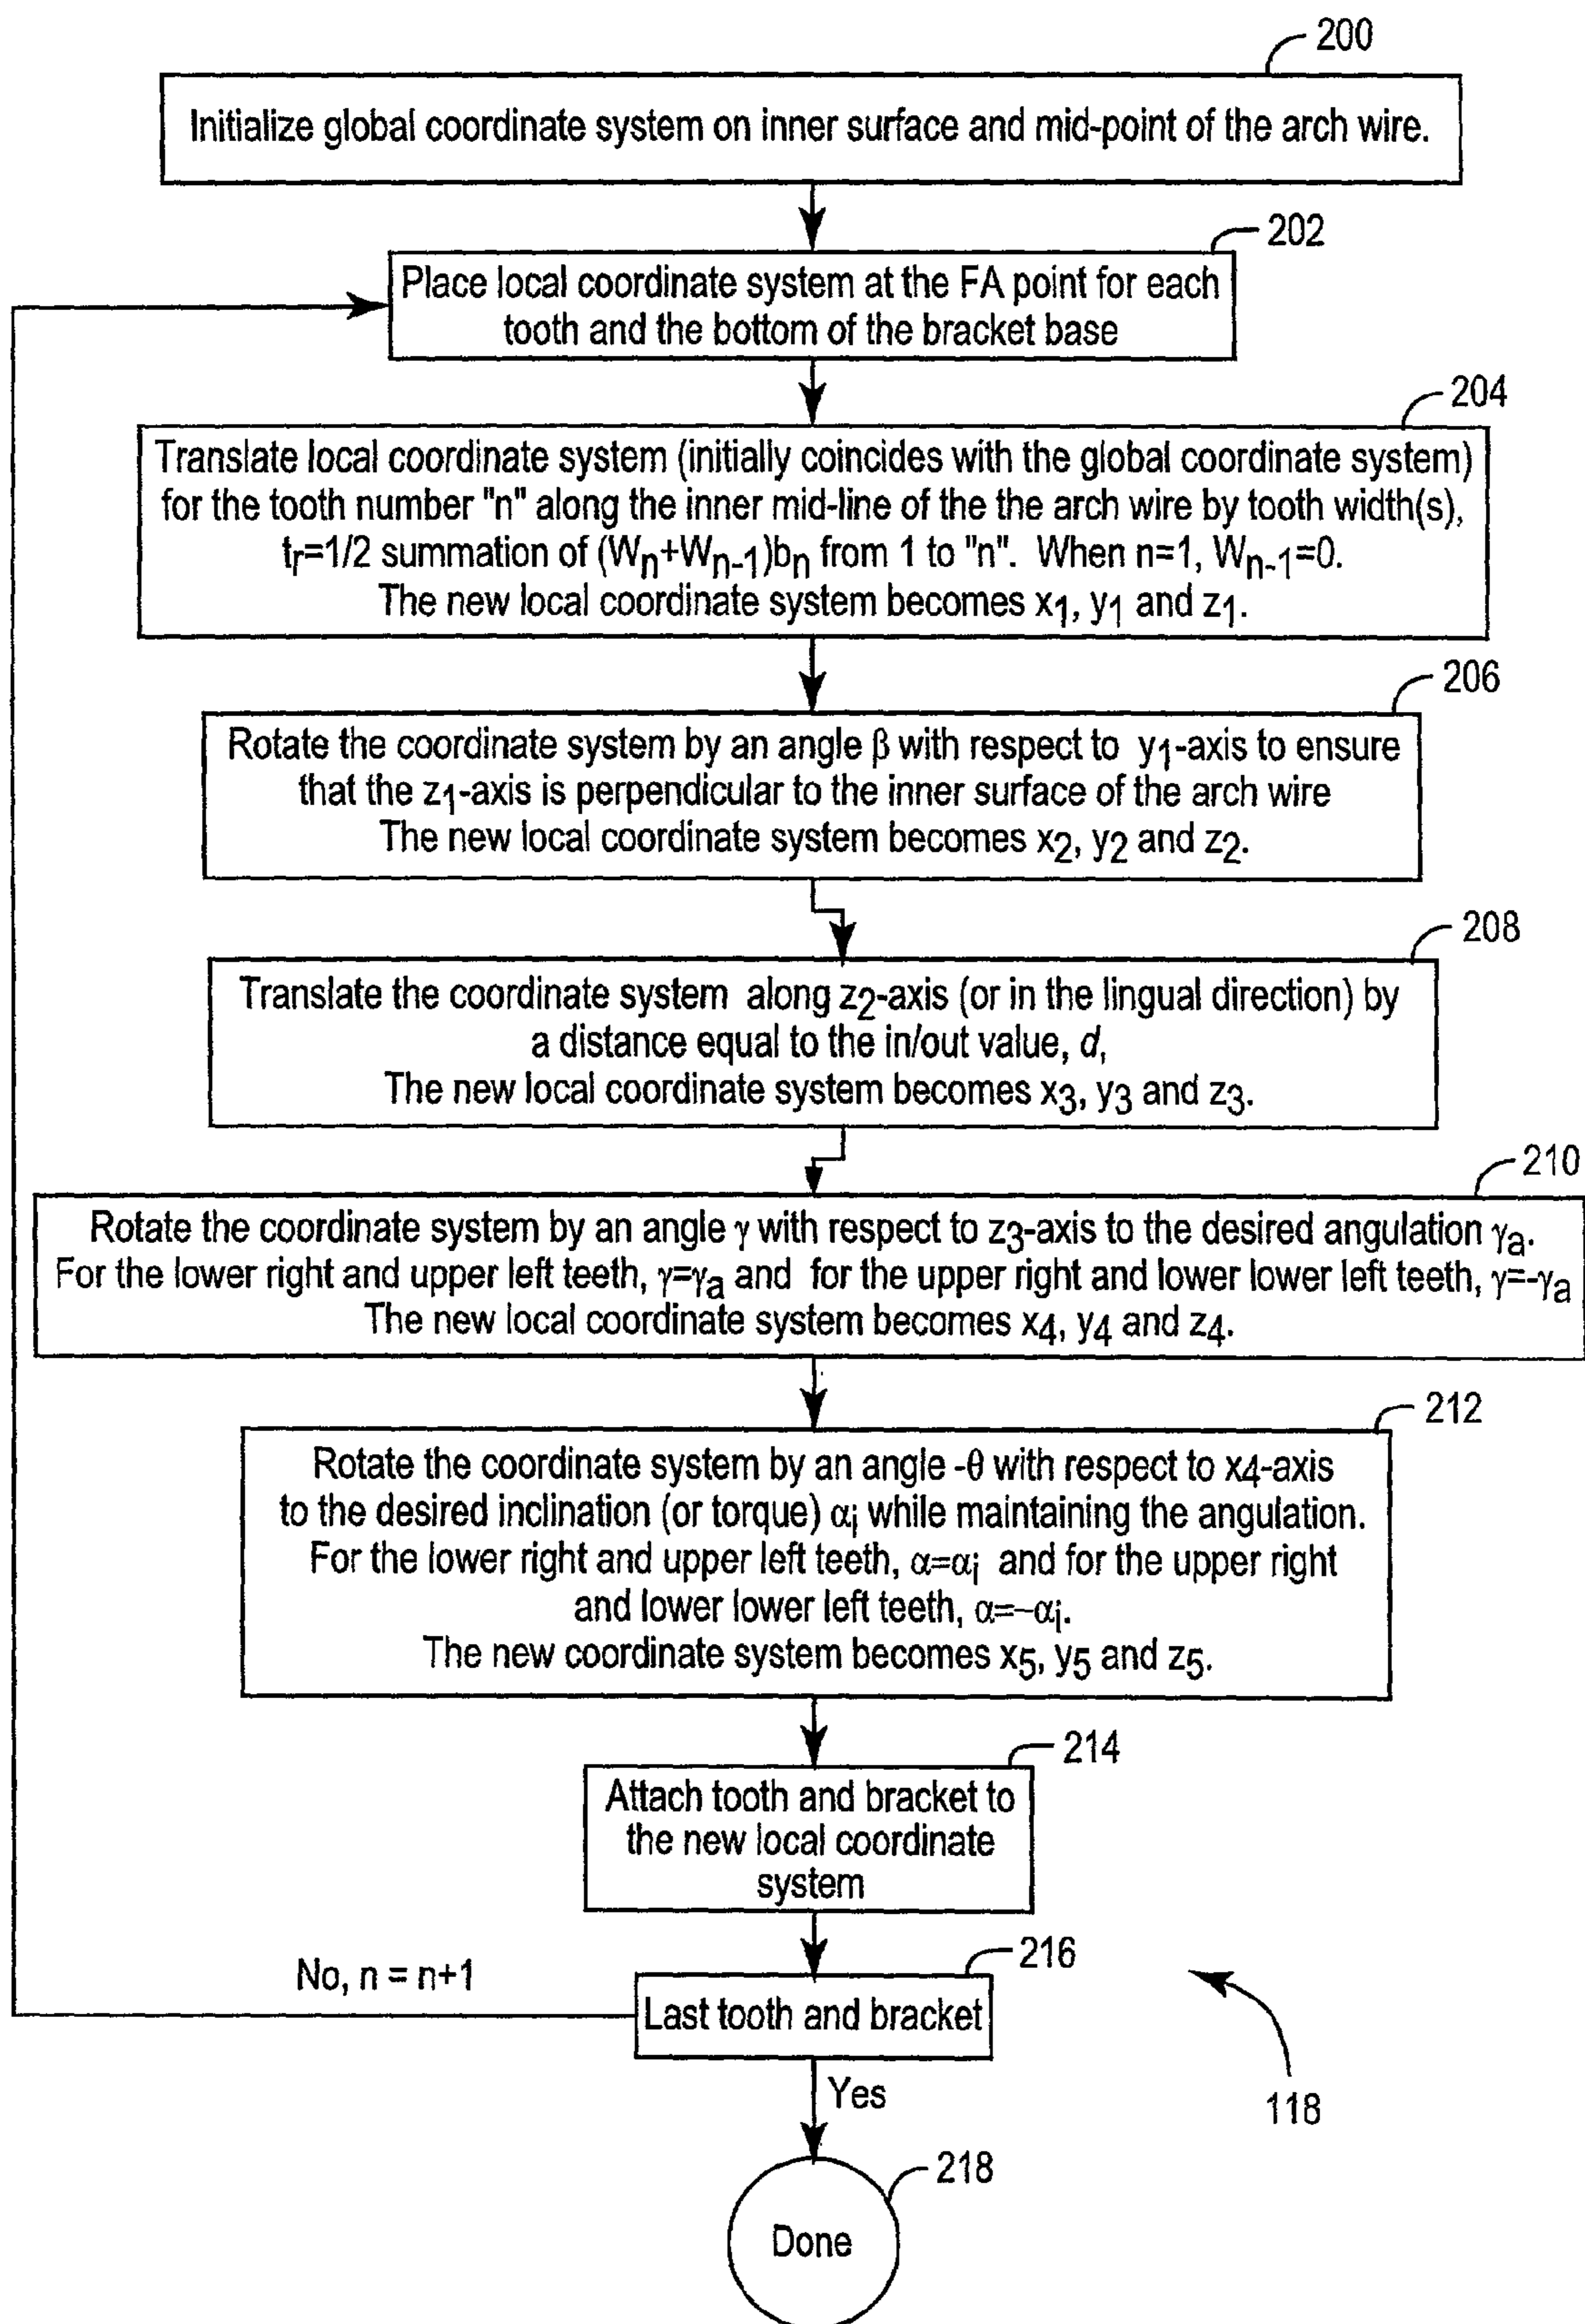 200
Initialize global coordinate system on inner surface and mid-point of the arch wire.
202
Place local coordinate system at the FA point for each
tooth and the bottom of the bracket base
204
Translate local coordinate system (initially coincides with the global coordinate system)
for the tooth number "n" along the inner mid-line of the the arch wire by tooth width(s),
tr=1/2 summation of (Wn+Wn-1)bn from 1 to "n". When n=1, Wn-1=0.
The new local coordinate system becomes x1, y1 and z1.
206
Rotate the coordinate system by an angle β with respect to y1-axis to ensure
that the z1-axis is perpendicular to the inner surface of the arch wire
The new local coordinate system becomes x2, y2 and z2.
208
Translate the coordinate system along z2-axis (or in the lingual direction) by
a distance equal to the in/out value, d,
The new local coordinate system becomes x3, y3 and z3.
210
Rotate the coordinate system by an angle γ with respect to z3-axis to the desired angulation γa.
For the lower right and upper left teeth, γ=γa and for the upper right and lower lower left teeth, γ=-γa
The new local coordinate system becomes x4, y4 and z4.
212
Rotate the coordinate system by an angle -θ with respect to x4-axis
to the desired inclination (or torque) αi while maintaining the angulation.
For the lower right and upper left teeth, α=αi and for the upper right
and lower lower left teeth, α=-αi.
The new coordinate system becomes x5, y5 and z5.
214
Attach tooth and bracket to
the new local coordinate
system
216
No, n = n+1
Last tooth and bracket
Yes
118
218
Done